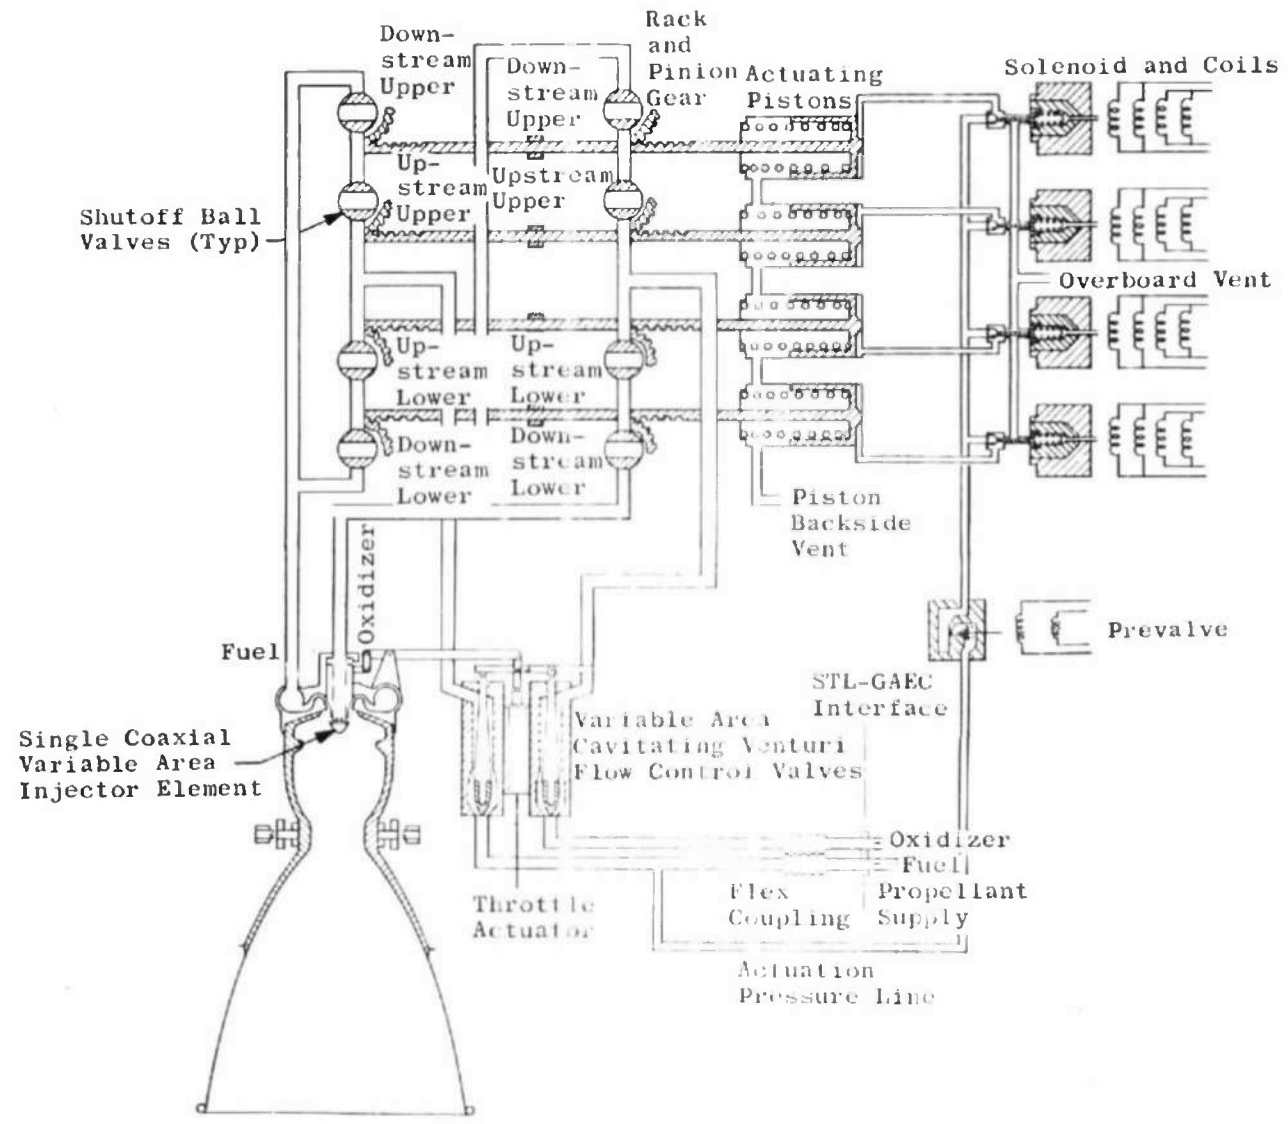 Down-
stream
Upper
Down-
stream
Upper
Rack
and
Pinion
Gear
Actuating
Pistons
Solenoid and Coils
Up-
stream
Upper
Upstream
Upper
Shutoff Ball
Valves (Typ)
Overboard Vent
Up-
stream
Lower
Up-
stream
Lower
Down-
stream
Lower
Down-
stream
Lower
Piston
Backside
Vent
Oxidizer
Fuel
Prevalve
STL-GAEC
Interface
Single Coaxial
Variable Area
Injector Element
Variable Area
Cavitating Venturi
Flow Control Valves
Oxidizer
Fuel
Throttle
Actuator
Flex
Coupling
Propellant
Supply
Actuation
Pressure Line